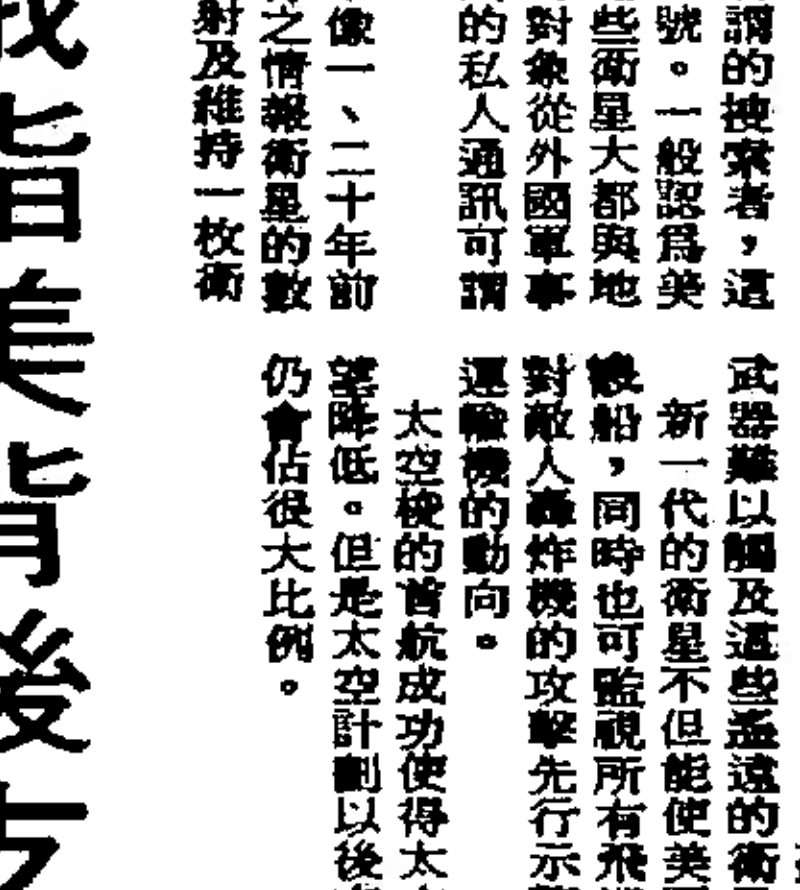 謂的搜索者，這
號。一般認爲美
些衛星大都與地
對象從外國軍事
的私人通訊可謂
像一、二十年前
之情報衛星的數
射及維持一枚衛
武器難以觸及這些遙遠的衛
新一代的衛星不但能使美
船，同時也可監視所有飛
對敵人轟炸機的攻擊先行示
運輸機的動向。
太空梭的首航成功使得太
望降低。但是太空計劃以後
仍會佔很大比例。
指美背後